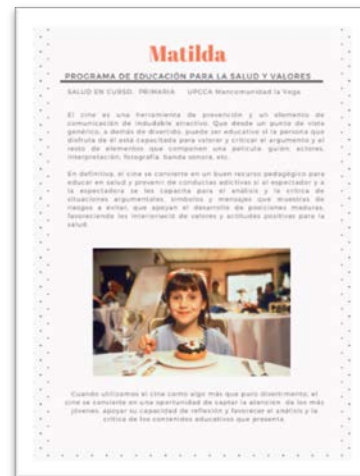 Matilda
PROGRAMA DE EDUCACIÓN PARA LA SALUD Y VALORES
SALUD EN CURSO. PRIMARIA UPCCA Mancomunidad la Vega
El cine es una herramienta de prevención y un elemento de
comunicación de indudable atractivo. Que desde un punto de vista
genérico, a demás de divertido, puede ser educativo si la persona que
disfruta de él esta capacitada para valorar y criticar el argumento y el
resto de elementos que componen una película guión, actores,
interpretación, fotografía, banda sonora, etc.
En definitiva, el cine se convierte en un buen recurso pedagógico para
educar en salud y prevenir de conductas adictivas si al espectador y a
la espectadora se les capacita para el análisis y la crítica de
situaciones argumentales, símbolos y mensajes que muestras de
riesgos a evitar, que apoyan el desarrollo de posiciones maduras,
favoreciendo los de valores y actitudes positivas para la
salud.
Cuando utilizamos el cine como algo más que puro divertimento, el
cine se convierte en una oportunidad de captar la atención de los más
jóvenes, apoyar su capacidad de reflexión y favorecer el análisis y la
crítica de los contenidos educativos que presenta.